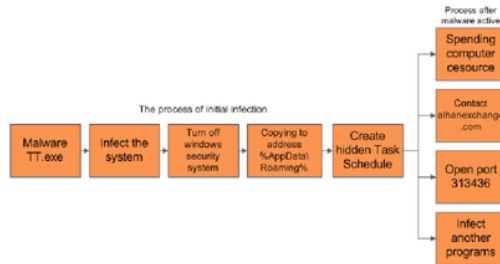 Process after
malware active
Spending
computer
cesource
The process of initial infection
Malware
TT.exe
Infect the
system
Turn off
windows
security
system
Copying to
address
%AppData\
Roaming%
Create
hidden Task
Schedule
Contact
alhanexchange
.com
Open port
313436
Infect
another
programs